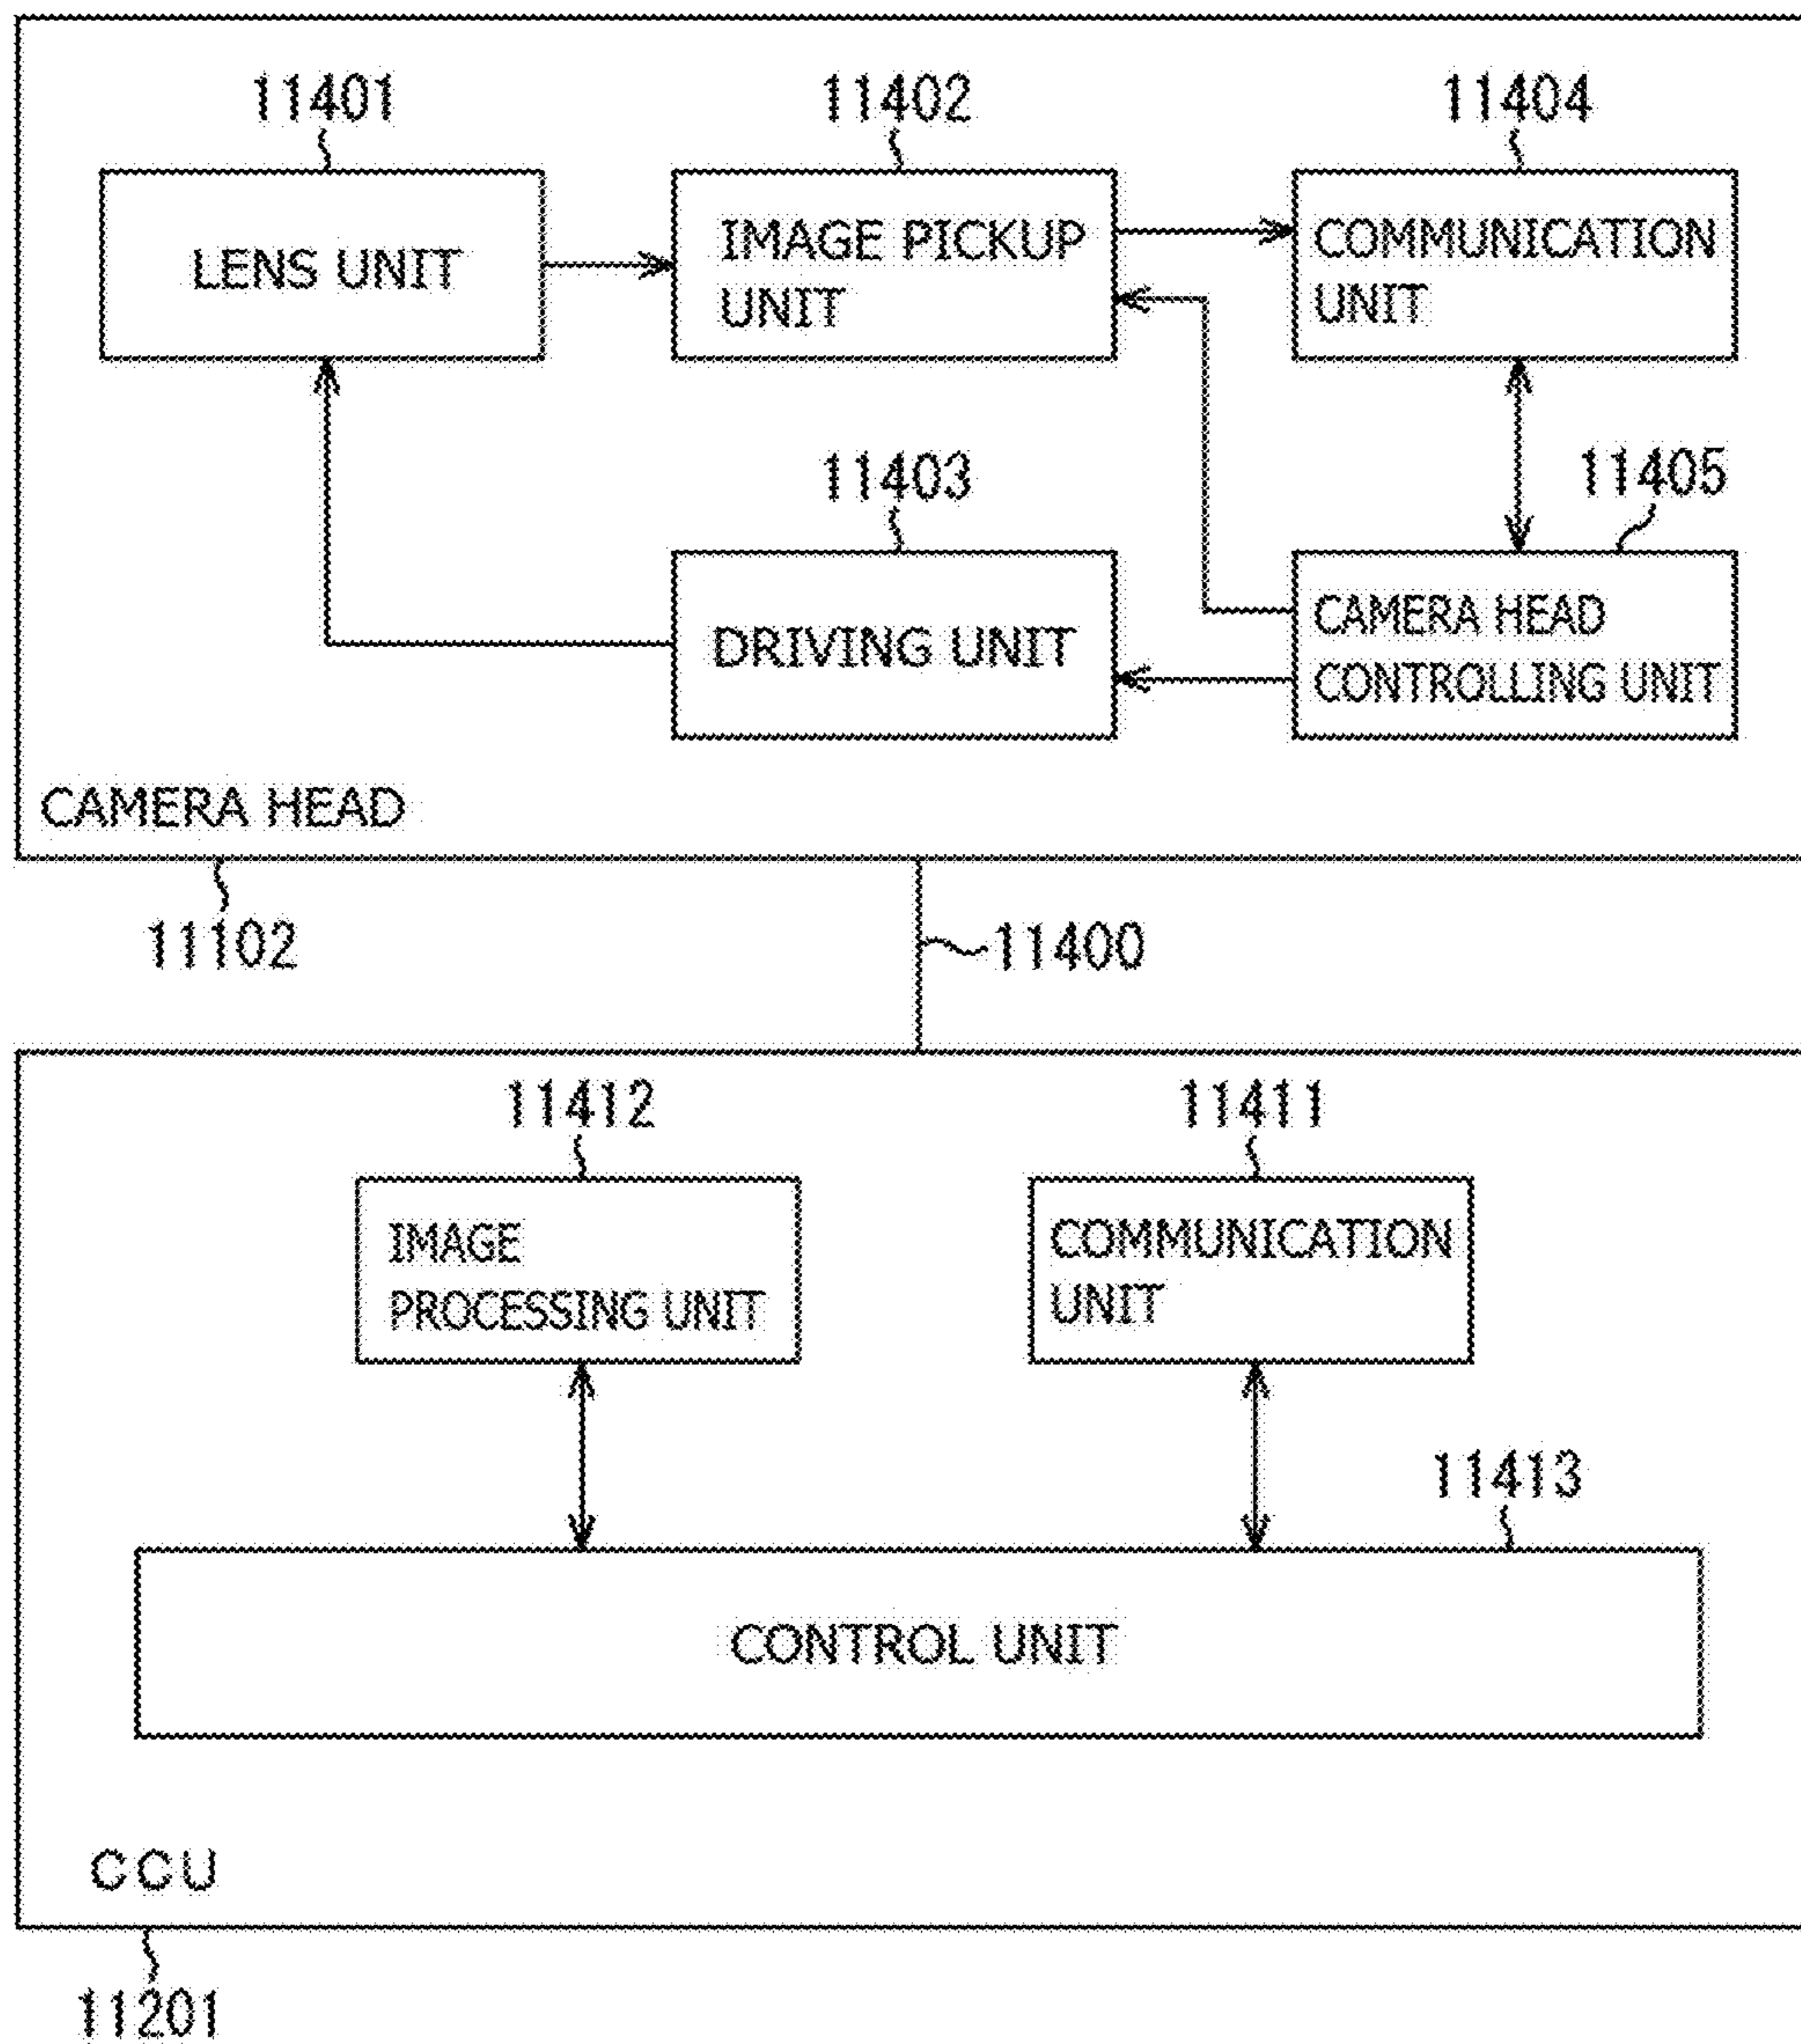 11401
11402
11404
LENS UNIT
IMAGE PICKUP
UNIT
COMMUNICATION
UNIT
11403
11405
DRIVING UNIT
CAMERA HEAD
CONTROLLING UNIT
CAMERA HEAD
11102
11400
11412
11411
IMAGE
PROCESSING UNIT
COMMUNICATION
UNIT
11413
CONTROL UNIT
CCU
11201